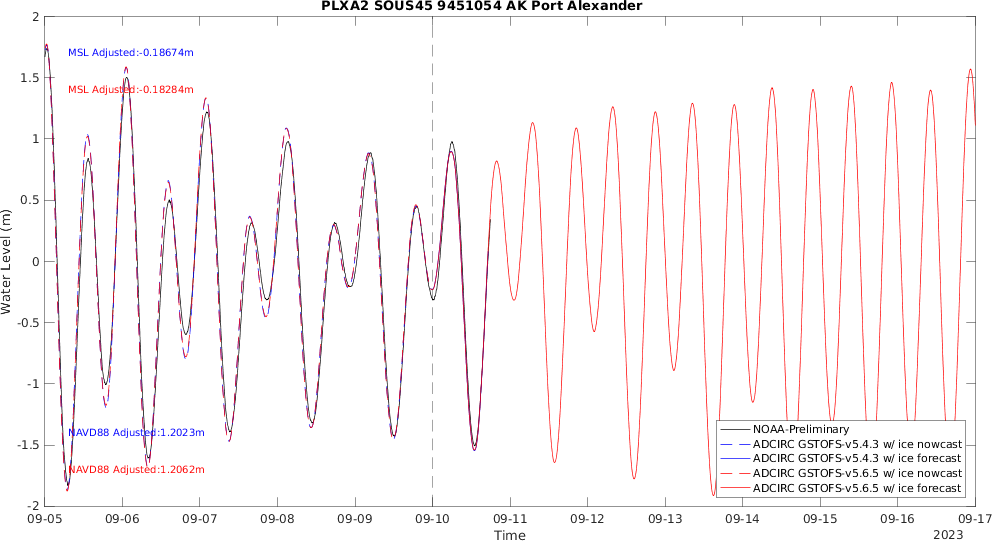 PLXA2 SOUS45 9451054 AK Port Alexander
MSL Adjusted:-0.18674m
MSL Adjusted:-0.18284m
NAVD88 Adjusted:1.2023m
NAVD88 Adjusted:1.2062m
Water Level (m)
2
1.5
1
0.5
0
-0.5
-1
-1.5
-2
NOAA-Preliminary
ADCIRC GSTOFS-v5.4.3 w/ ice nowcast
ADCIRC GSTOFS-v5.4.3 w/ ice forecast
ADCIRC GSTOFS-v5.6.5 w/ ice nowcast
ADCIRC GSTOFS-v5.6.5 w/ ice forecast
09-05 09-06 09-07 09-08 09-09 09-10 09-11 09-12 09-13 09-14 09-15 09-16 09-17
Time
2023